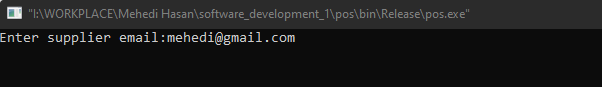 "I:\WORKPLACE\Mehedi Hasan\software_development_1\pos\bin\Release\pos.exe"
Enter supplier email:mehedi@gmail.com